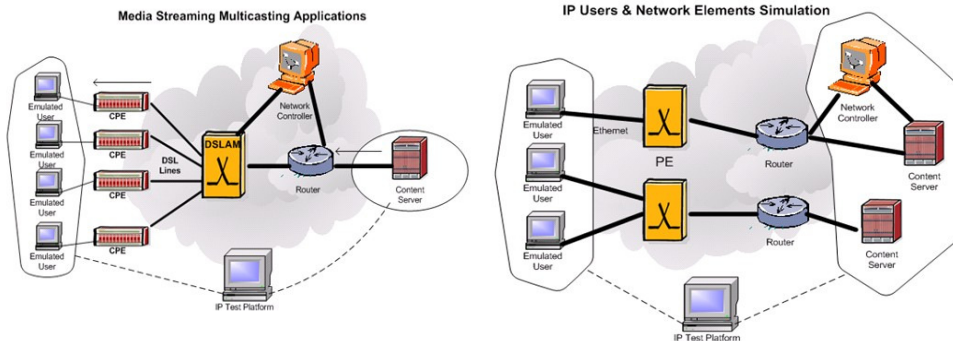 Media Streaming Multicasting Applications
Network
Controller
Emulated
User
CPE
Emulated
User
CPE
DSL
Lines
DSLAM
Router
Content
Server
Emulated
User
CPE
Emulated
User
CPE
IP Test Platform
IP Users & Network Elements Simulation
Network
Controller
Emulated
User
Ethernet
PE
Router
Content
Server
Emulated
User
Emulated
User
PE
Router
Content
Server
IP Test Platform